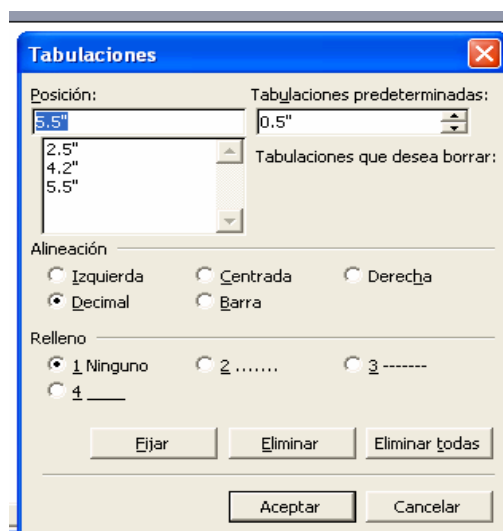 Tabulaciones
Posición: Tabulaciones predeterminadas:
5.5" 0.5"
2.5" Tabulaciones que desea borrar:
4.2"
5.5"
Alineación
Izquierda Centrada Derecha
Decimal Barra
Relleno
1 Ninguno 2 ....... 3 -------
4 ____
Fijar Eliminar Eliminar todas
Aceptar Cancelar